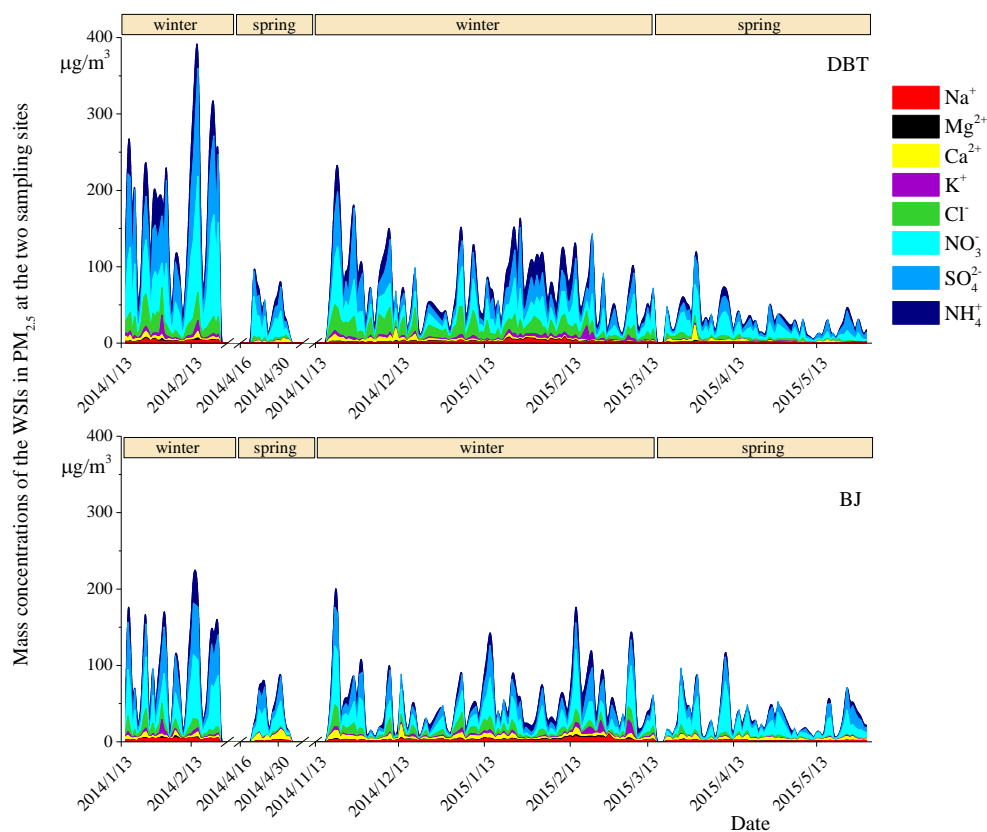 winter spring winter spring
400
μg/m³
DBT
300
200
100
0
2014/1/13 2014/2/13 2014/4/16 2014/4/30 2014/11/13 2014/12/13 2015/1/13 2015/2/13 2015/3/13 2015/4/13 2015/5/13
Na⁺
Mg²⁺
Ca²⁺
K⁺
Cl⁻
NO₃⁻
SO₄²⁻
NH₄⁺
Mass concentrations of the WSIs in PM₂.₅ at the two sampling sites
winter spring winter spring
400
μg/m³
BJ
300
200
100
0
2014/1/13 2014/2/13 2014/4/16 2014/4/30 2014/11/13 2014/12/13 2015/1/13 2015/2/13 2015/3/13 2015/4/13 2015/5/13
Date